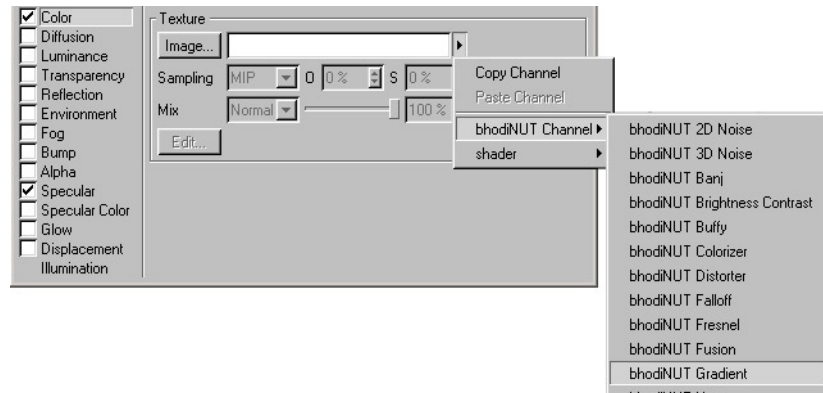 Color
Diffusion
Luminance
Transparency
Reflection
Environment
Fog
Bump
Alpha
Specular
Specular Color
Glow
Displacement
Illumination
Texture
Image...
Sampling MIP O 0 % S 0 %
Mix Normal 100 %
Edit...
Copy Channel
Paste Channel
bhodiNUT Channel
shader
bhodiNUT 2D Noise
bhodiNUT 3D Noise
bhodiNUT Banj
bhodiNUT Brightness Contrast
bhodiNUT Buffy
bhodiNUT Colorizer
bhodiNUT Distorter
bhodiNUT Falloff
bhodiNUT Fresnel
bhodiNUT Fusion
bhodiNUT Gradient